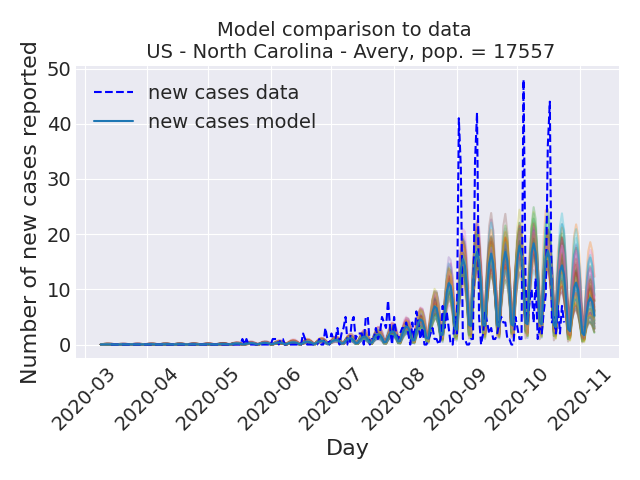 Model comparison to data
US - North Carolina - Avery, pop. = 17557
Number of new cases reported
50
40
30
20
10
0
new cases data
new cases model
2020-03
2020-04
2020-05
2020-06
2020-07
2020-08
2020-09
2020-10
2020-11
Day